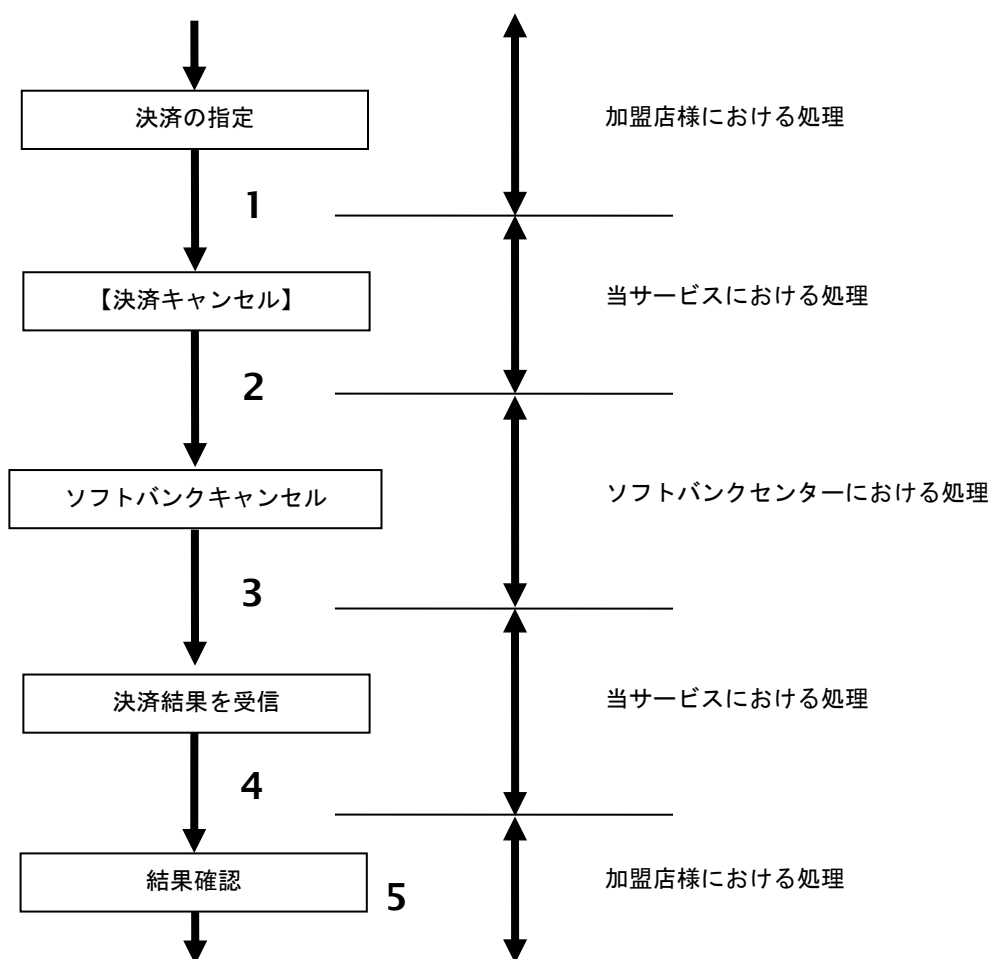 決済の指定
加盟店様における処理
1
【決済キャンセル】
当サービスにおける処理
2
ソフトバンクキャンセル
ソフトバンクセンターにおける処理
3
決済結果を受信
当サービスにおける処理
4
結果確認
5
加盟店様における処理